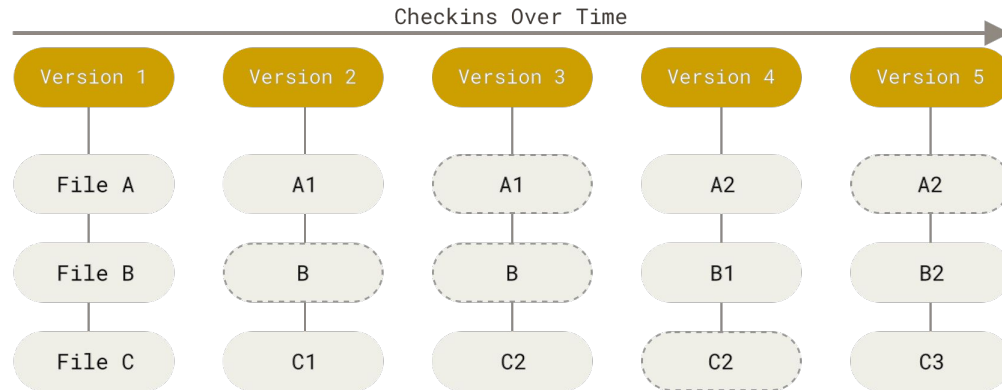 Checkins Over Time
Version 1 Version 2 Version 3 Version 4 Version 5
File A A1 A1 A2 A2
File B B B B1 B2
File C C1 C2 C2 C3